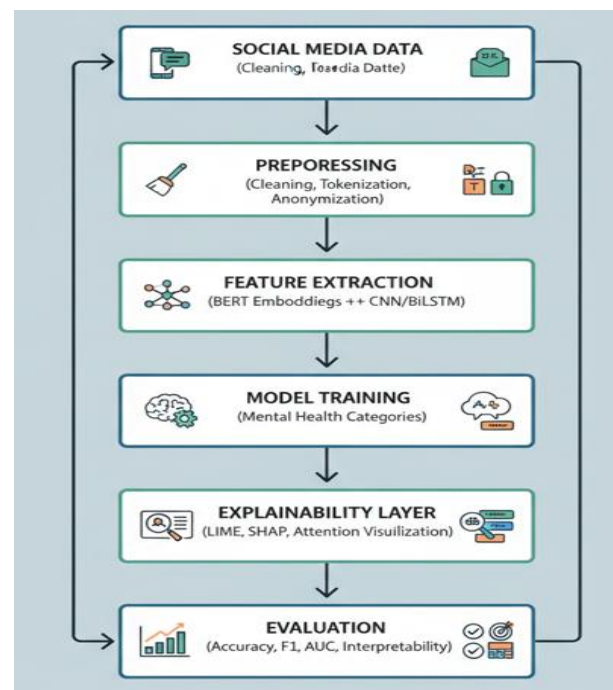 SOCIAL MEDIA DATA
(Cleaning, Datte)
PREPORESSING
(Cleaning, Tokenization,
Anonymization)
FEATURE EXTRACTION
(BERT Emboddiegs ++ CNN/BiLSTM)
MODEL TRAINING
(Mental Health Categories)
EXPLAINABILITY LAYER
(LIME, SHAP, Attention Visuilization)
EVALUATION
(Accuracy, F1, AUC, Interpretability)